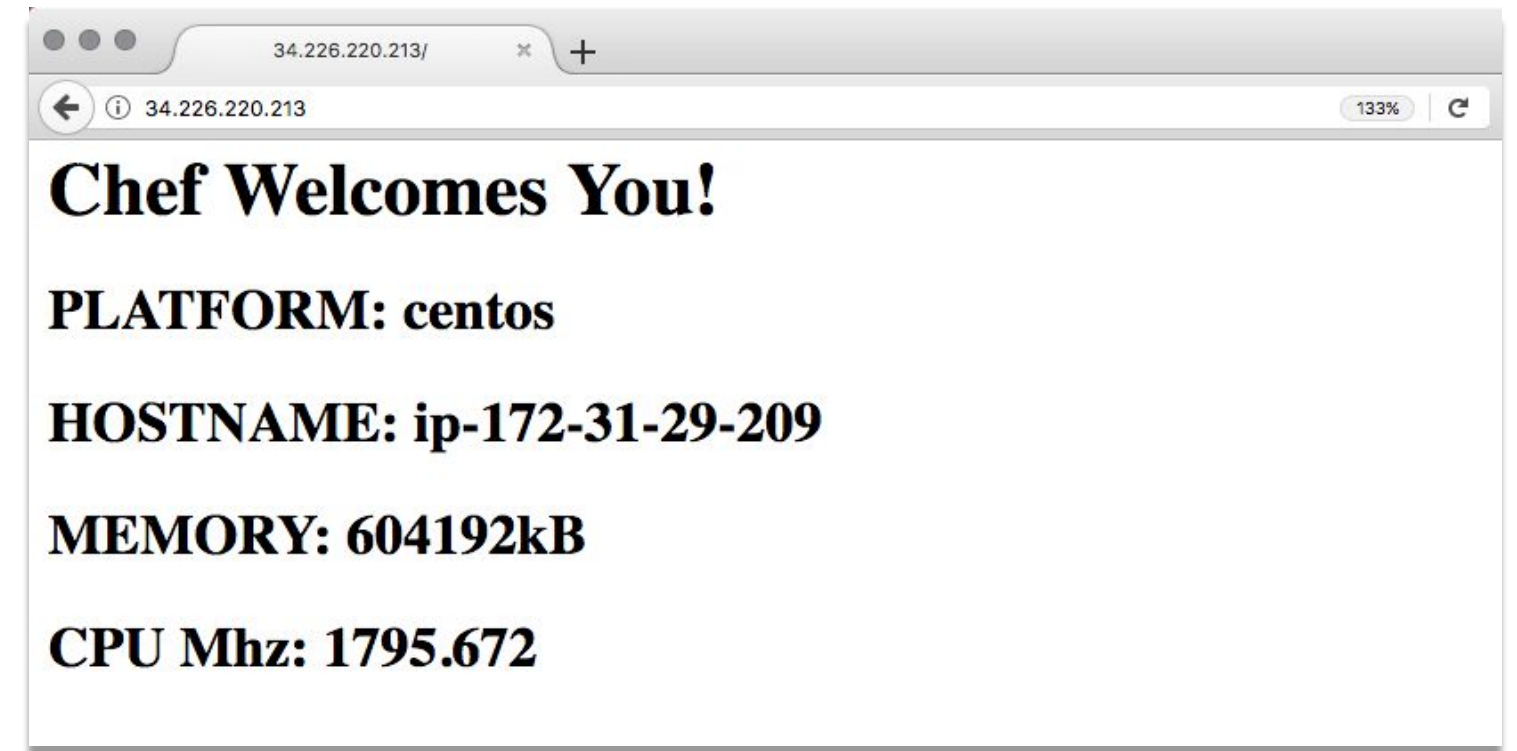 34.226.220.213/
34.226.220.213 133%
Chef Welcomes You!
PLATFORM: centos
HOSTNAME: ip-172-31-29-209
MEMORY: 604192kB
CPU Mhz: 1795.672